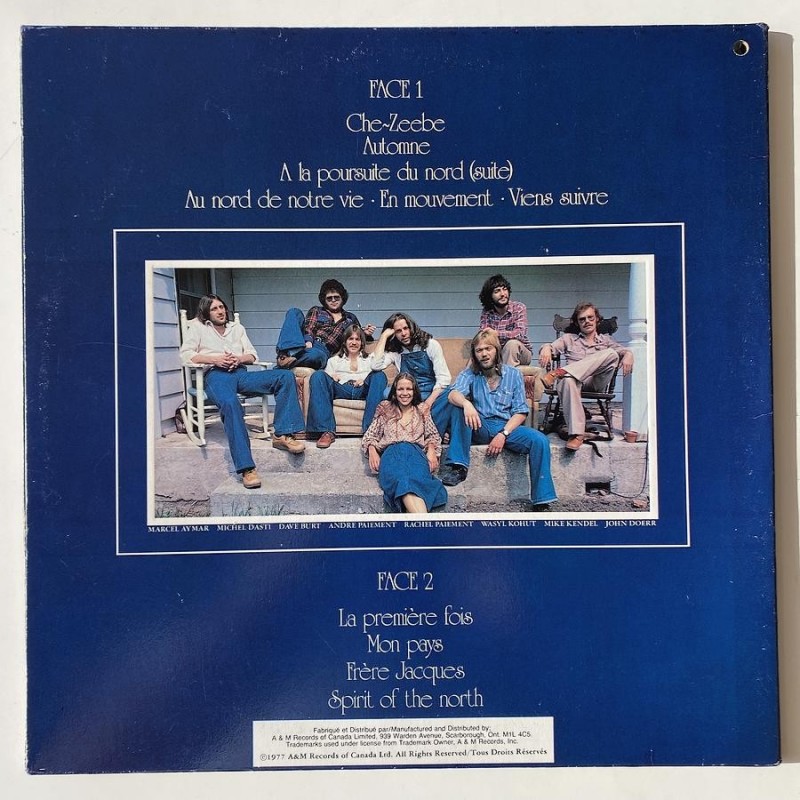 FACE 1
Che~Zeebe
Automne
A la poursuite du nord (suite)
Au nord de notre vie · En mouvement · Viens suivre
MARCEL AYMAR MICHEL DASTI DAVE BURT ANDRE PAIEMENT RACHEL PAIEMENT WASYL KOHUT MIKE KENDEL JOHN DOERR
FACE 2
La première fois
Mon pays
Frère Jacques
Spirit of the north
Fabriqué et Distribué par/Manufactured and Distributed by:
A & M Records of Canada Limited, 939 Warden Avenue, Scarborough, Ont. M1L 4C5.
Trademarks used under license from Trademark Owner, A & M Records, Inc.
℗1977 A&M Records of Canada Ltd. All Rights Reserved/Tous Droits Réservés